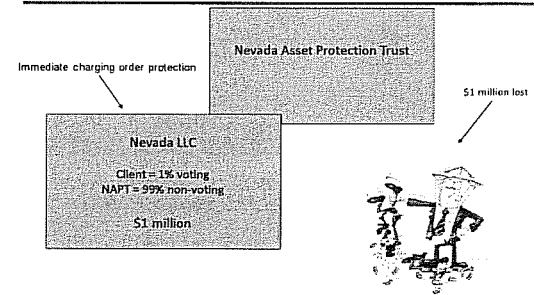 Nevada Asset Protection Trust
Immediate charging order protection
$1 million lost
Nevada LLC
Client = 1% voting
NAPT = 99% non-voting
$1 million